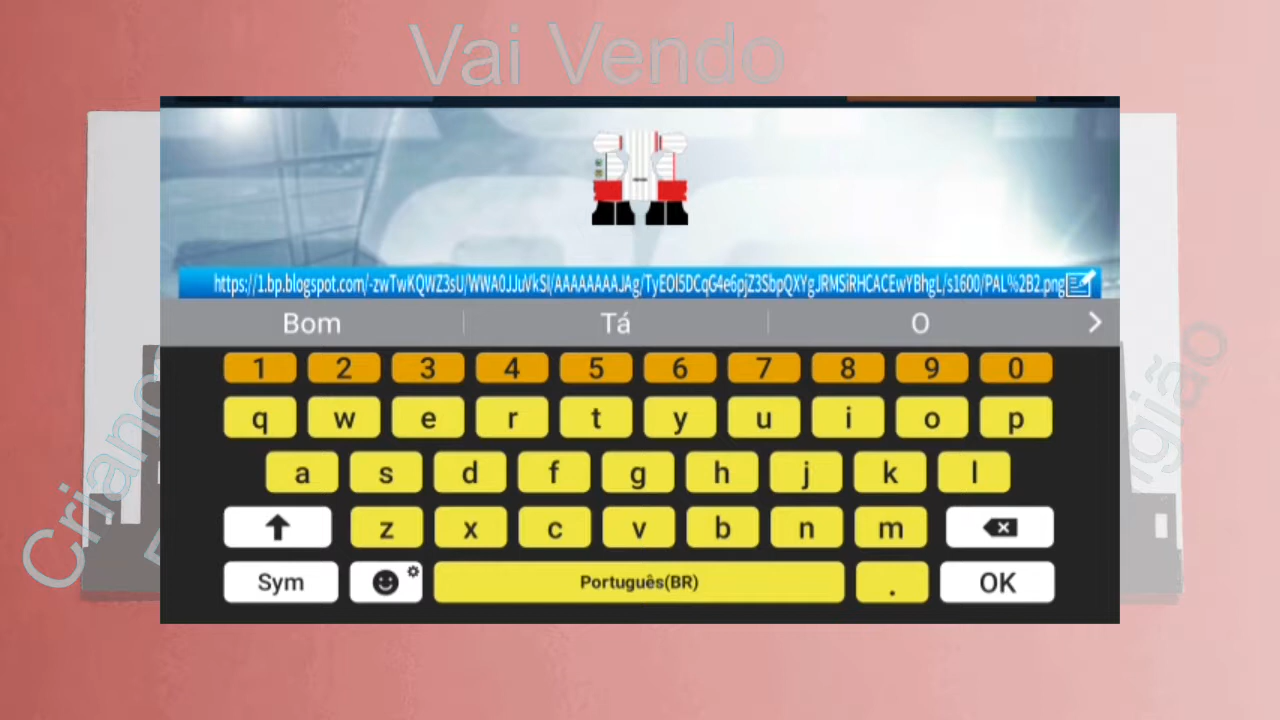 Vai Vendo
https://1.bp.blogspot.com/-zwTwKQWZ3sU/WWA0JJuVkSI/AAAAAAAAJAg/TyEOl5DCqG4e6pjZ3SbpQXYgJRMSiRHCACEwYBhgL/s1600/PAL%2B2.png
Bom Tá O
1 2 3 4 5 6 7 8 9 0
q w e r t y u i o p
a s d f g h j k l
z x c v b n m
Sym Português(BR) . OK